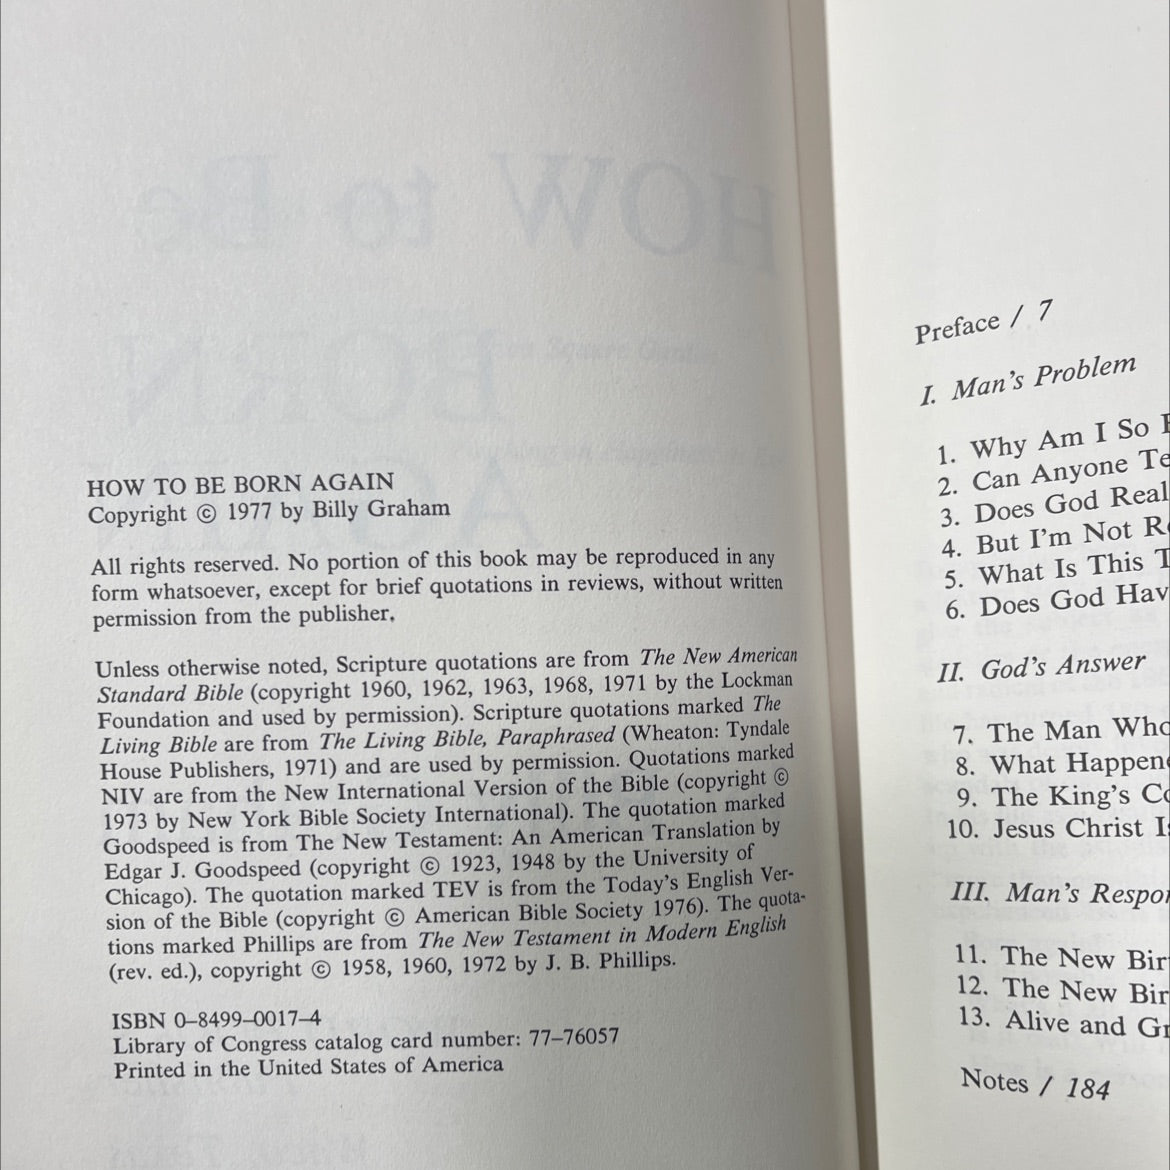 HOW TO BE BORN AGAIN
Copyright © 1977 by Billy Graham
All rights reserved. No portion of this book may be reproduced in any
form whatsoever, except for brief quotations in reviews, without written
permission from the publisher.
Unless otherwise noted, Scripture quotations are from The New American
Standard Bible (copyright 1960, 1962, 1963, 1968, 1971 by the Lockman
Foundation and used by permission). Scripture quotations marked The
Living Bible are from The Living Bible, Paraphrased (Wheaton: Tyndale
House Publishers, 1971) and are used by permission. Quotations marked
NIV are from the New International Version of the Bible (copyright ©
1973 by New York Bible Society International). The quotation marked
Goodspeed is from The New Testament: An American Translation by
Edgar J. Goodspeed (copyright © 1923, 1948 by the University of
Chicago). The quotation marked TEV is from the Today's English Ver-
sion of the Bible (copyright © American Bible Society 1976). The quota-
tions marked Phillips are from The New Testament in Modern English
(rev. ed.), copyright © 1958, 1960, 1972 by J. B. Phillips.
ISBN 0–8499–0017–4
Library of Congress catalog card number: 77–76057
Printed in the United States of America
Preface / 7
I. Man's Problem
1. Why Am I So
2. Can Anyone Te
3. Does God Real
4. But I'm Not Re
5. What Is This T
6. Does God Hav
II. God's Answer
7. The Man Who
8. What Happene
9. The King's Co
10. Jesus Christ Is
III. Man's Respon
11. The New Bir
12. The New Bir
13. Alive and Gr
Notes / 184